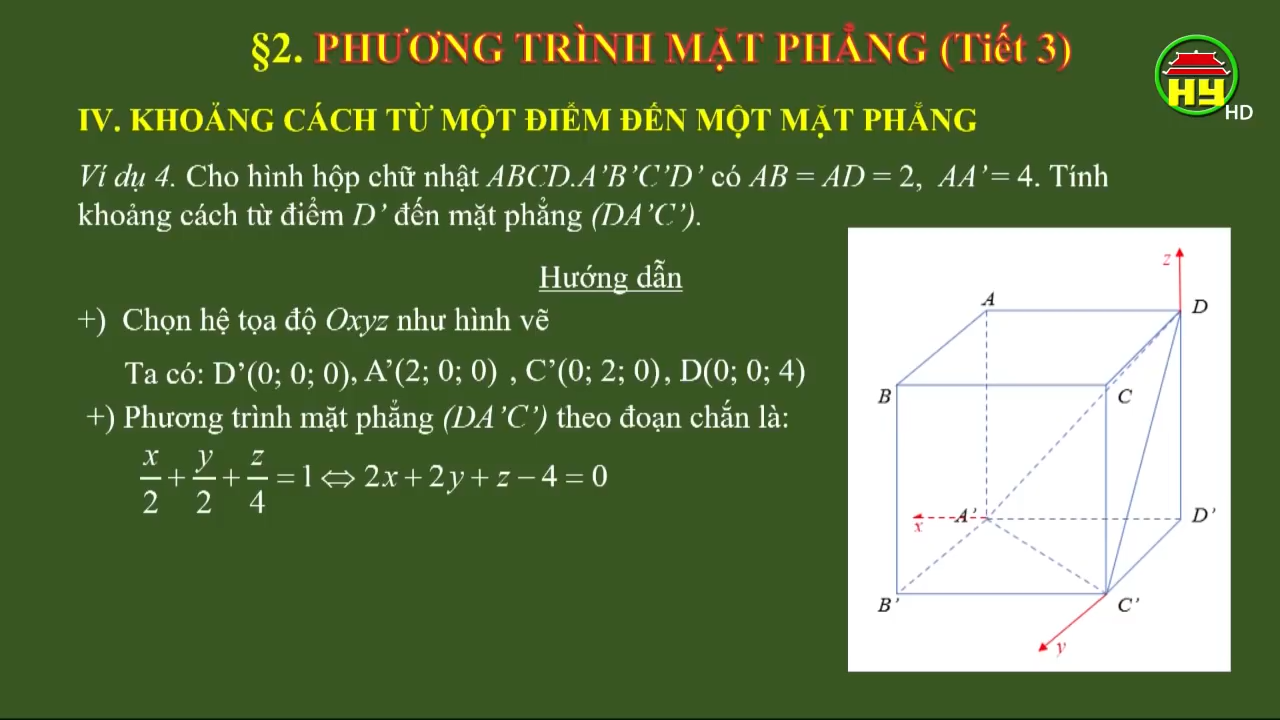 §2. PHƯƠNG TRÌNH MẶT PHẲNG (Tiết 3)
HY
HD
IV. KHOẢNG CÁCH TỪ MỘT ĐIỂM ĐẾN MỘT MẶT PHẲNG
Ví dụ 4. Cho hình hộp chữ nhật ABCD.A’B’C’D’ có AB = AD = 2, AA’ = 4. Tính
khoảng cách từ điểm D’ đến mặt phẳng (DA’C’).
Hướng dẫn
+) Chọn hệ tọa độ Oxyz như hình vẽ
Ta có: D’(0; 0; 0), A’(2; 0; 0) , C’(0; 2; 0), D(0; 0; 4)
+) Phương trình mặt phẳng (DA’C’) theo đoạn chắn là:
x/2 + y/2 + z/4 = 1 ⇔ 2x + 2y + z − 4 = 0
z
A
D
B
C
x
A’
D’
B’
C’
y